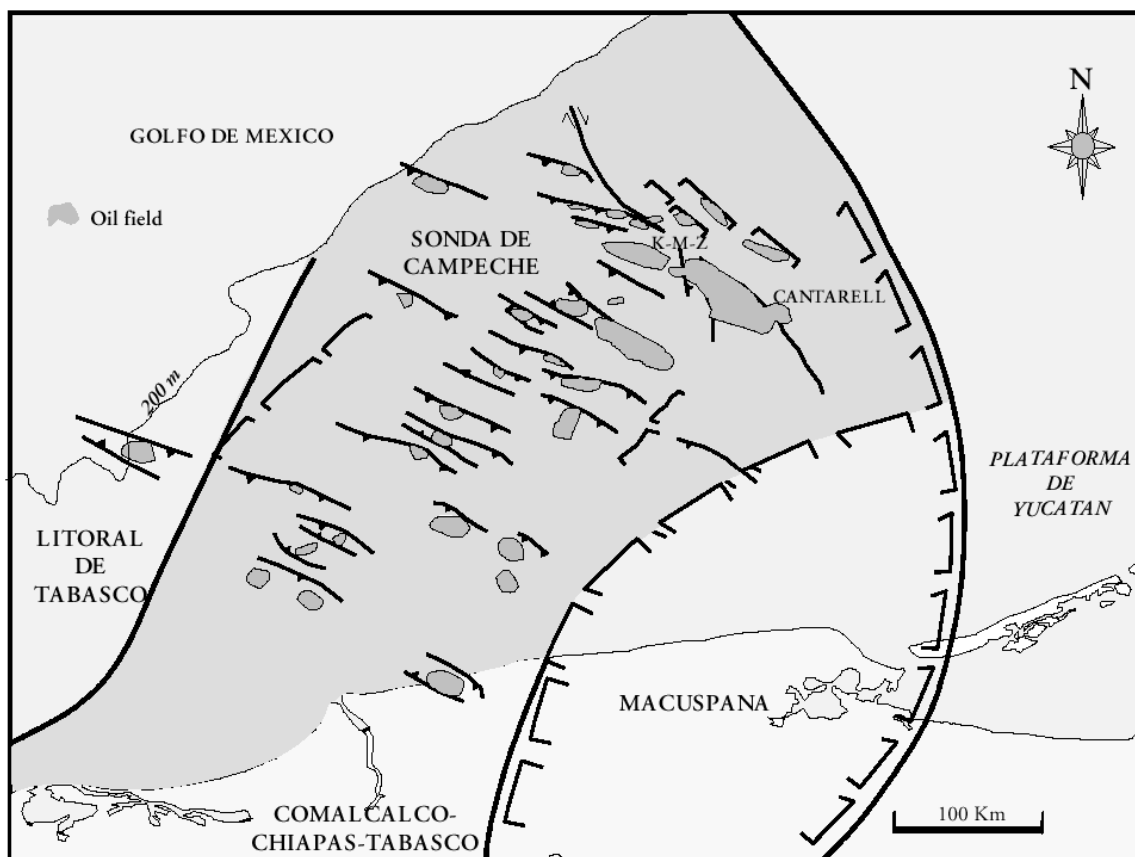 N
GOLFO DE MEXICO
Oil field
SONDA DE
CAMPECHE
K-M-Z
CANTARELL
200 m
PLATAFORMA
DE
YUCATAN
LITORAL
DE
TABASCO
MACUSPANA
COMALCALCO-
CHIAPAS-TABASCO
100 Km